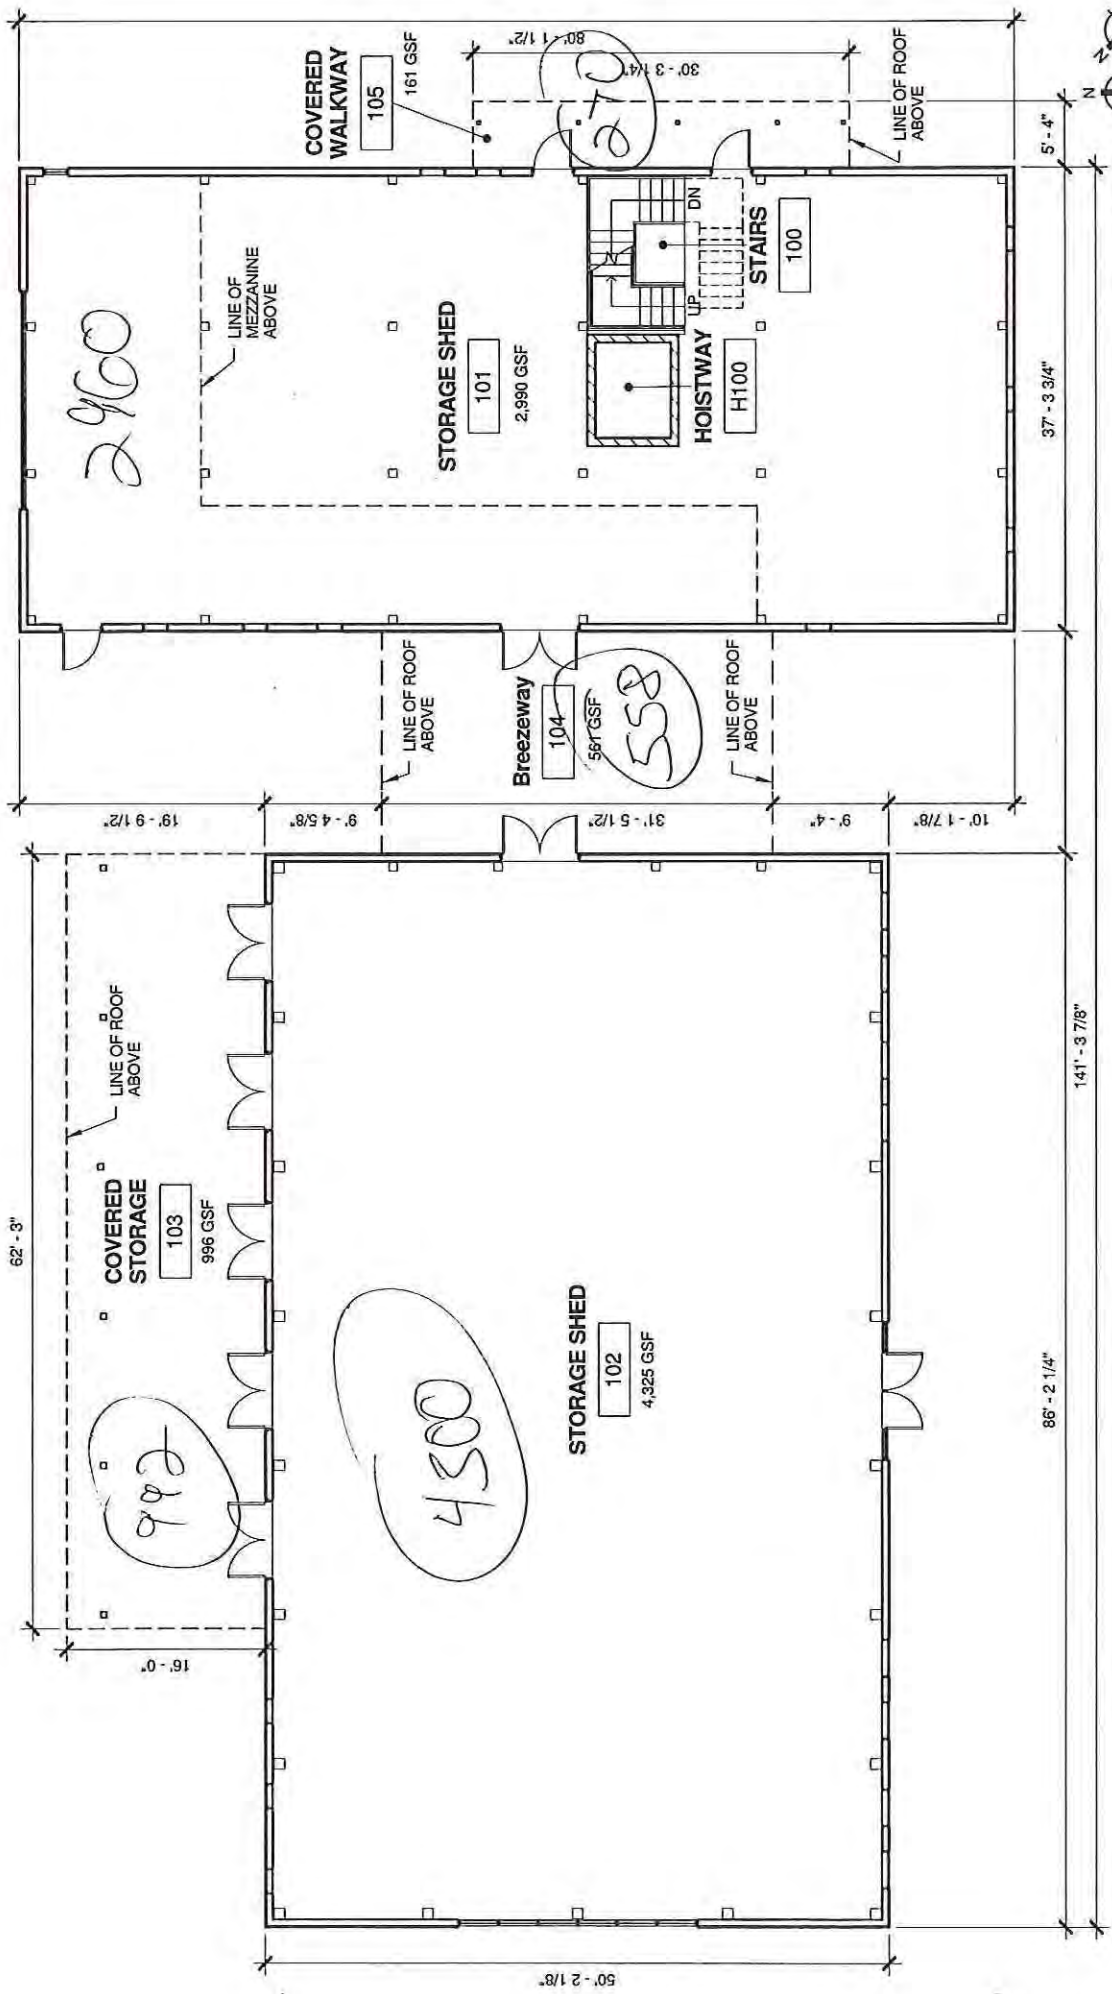 62' - 3"
LINE OF ROOF
ABOVE
COVERED
STORAGE
103
996 GSF
992
16' - 0"
STORAGE SHED
102
4,325 GSF
4300
50' - 2 1/8"
86' - 2 1/4"
141' - 3 7/8"
19' - 9 1/2"
9' - 4 5/8"
31' - 5 1/2"
9' - 4"
10' - 1 7/8"
LINE OF ROOF
ABOVE
Breezeway
104
561 GSF
558
LINE OF ROOF
ABOVE
2460
LINE OF
MEZZANINE
ABOVE
STORAGE SHED
101
2,990 GSF
HOISTWAY
H100
UP
DN
STAIRS
100
37' - 3 3/4"
COVERED
WALKWAY
105
161 GSF
80' - 1 1/2"
30' - 3 1/4"
210
LINE OF ROOF
ABOVE
5' - 4"
N
N